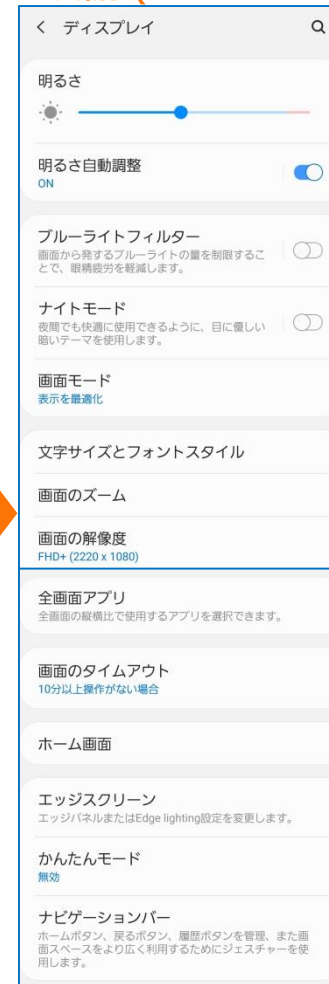 ディスプレイ
明るさ
明るさ自動調整
ON
ブルーライトフィルター
画面から発するブルーライトの量を制限するこ
とで、眼精疲労を軽減します。
ナイトモード
夜間でも快適に使用できるように、目に優しい
暗いテーマを使用します。
画面モード
表示を最適化
文字サイズとフォントスタイル
画面のズーム
画面の解像度
FHD+ (2220 x 1080)
全画面アプリ
全画面の縦横比で使用するアプリを選択できます。
画面のタイムアウト
10分以上操作がない場合
ホーム画面
エッジスクリーン
エッジパネルまたはEdge lighting設定を変更します。
かんたんモード
無効
ナビゲーションバー
ホームボタン、戻るボタン、履歴ボタンを管理、また画
面スペースをより広く利用するためにジェスチャーを使
用します。